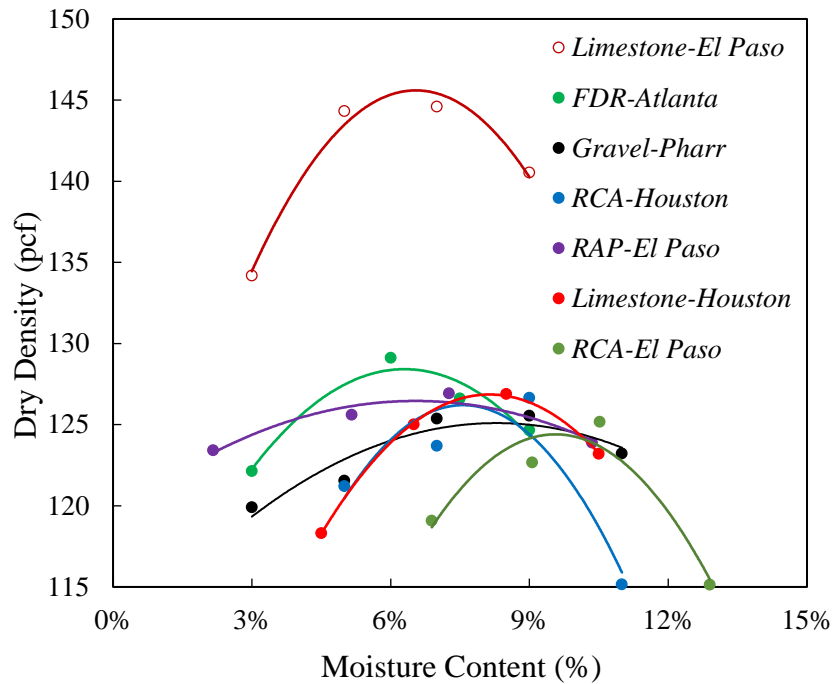 150
145
140
135
130
125
120
115
Dry Density (pcf)
Limestone-El Paso
FDR-Atlanta
Gravel-Pharr
RCA-Houston
RAP-El Paso
Limestone-Houston
RCA-El Paso
0%
3%
6%
9%
12%
15%
Moisture Content (%)